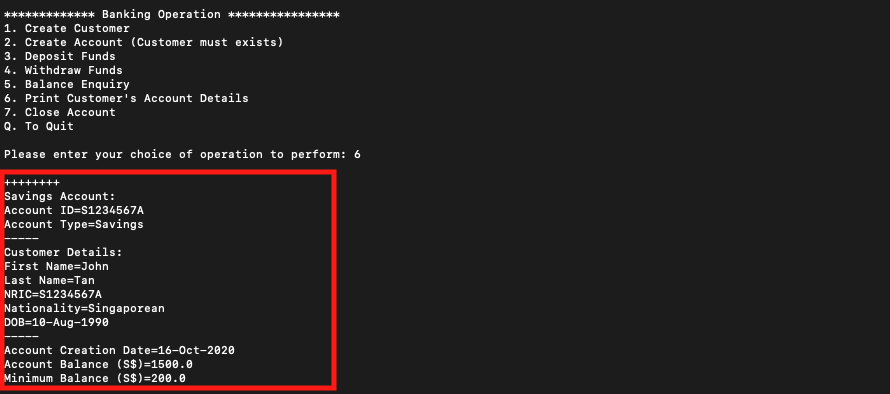 ************* Banking Operation ****************
1. Create Customer
2. Create Account (Customer must exists)
3. Deposit Funds
4. Withdraw Funds
5. Balance Enquiry
6. Print Customer's Account Details
7. Close Account
Q. To Quit
Please enter your choice of operation to perform: 6
++++++++
Savings Account:
Account ID=S1234567A
Account Type=Savings
-----
Customer Details:
First Name=John
Last Name=Tan
NRIC=S1234567A
Nationality=Singaporean
DOB=10-Aug-1990
-----
Account Creation Date=16-Oct-2020
Account Balance (S$)=1500.0
Minimum Balance (S$)=200.0